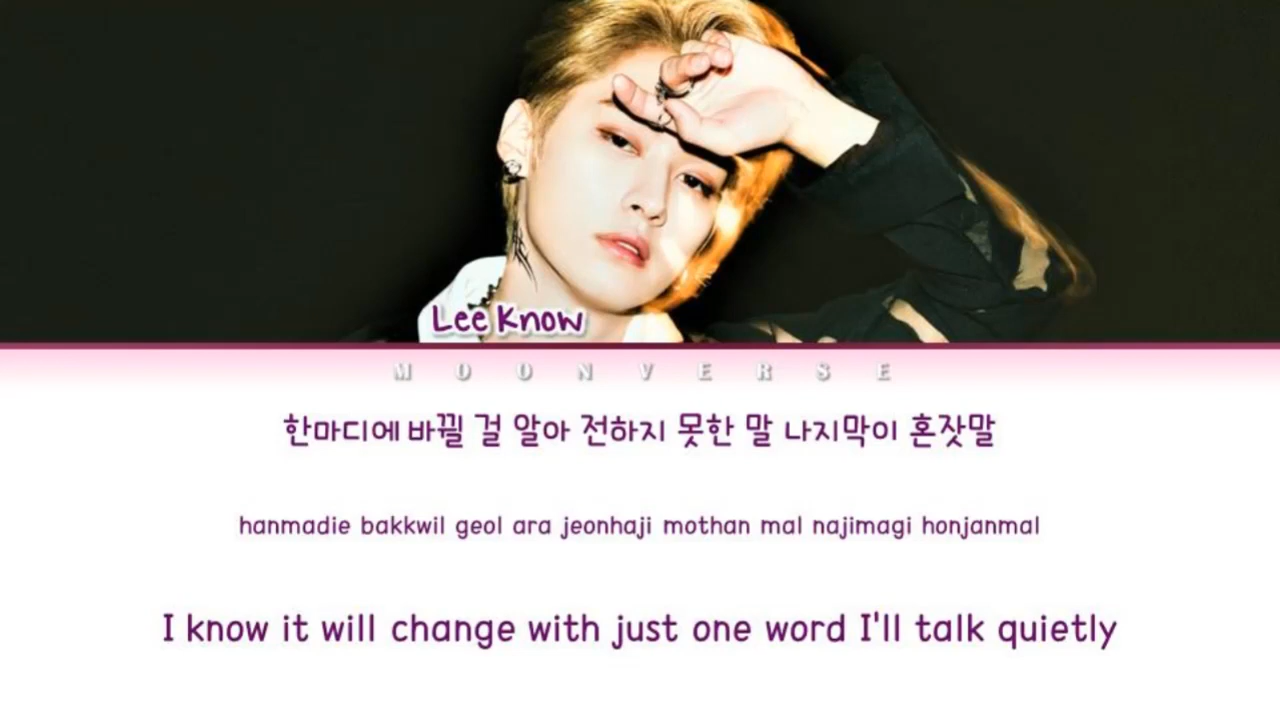 Lee Know
MOONVERSE
한마디에 바뀔 걸 알아 전하지 못한 말 나지막이 혼잣말
hanmadie bakkwil geol ara jeonhaji mothan mal najimagi honjanmal
I know it will change with just one word I'll talk quietly